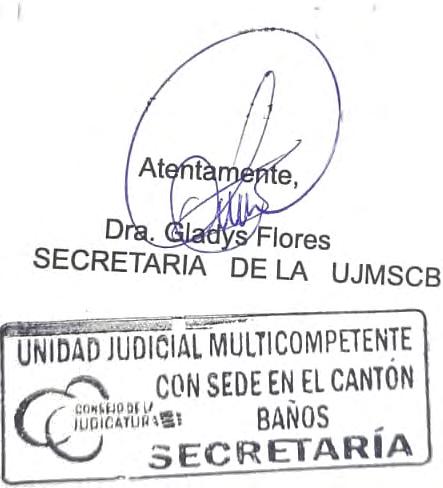 Atentamente,
Dra. Gladys Flores
SECRETARIA DE LA UJMSCB
UNIDAD JUDICIAL MULTICOMPETENTE
CON SEDE EN EL CANTÓN
CONSEJO DE LA
JUDICATURA
BAÑOS
SECRETARÍA